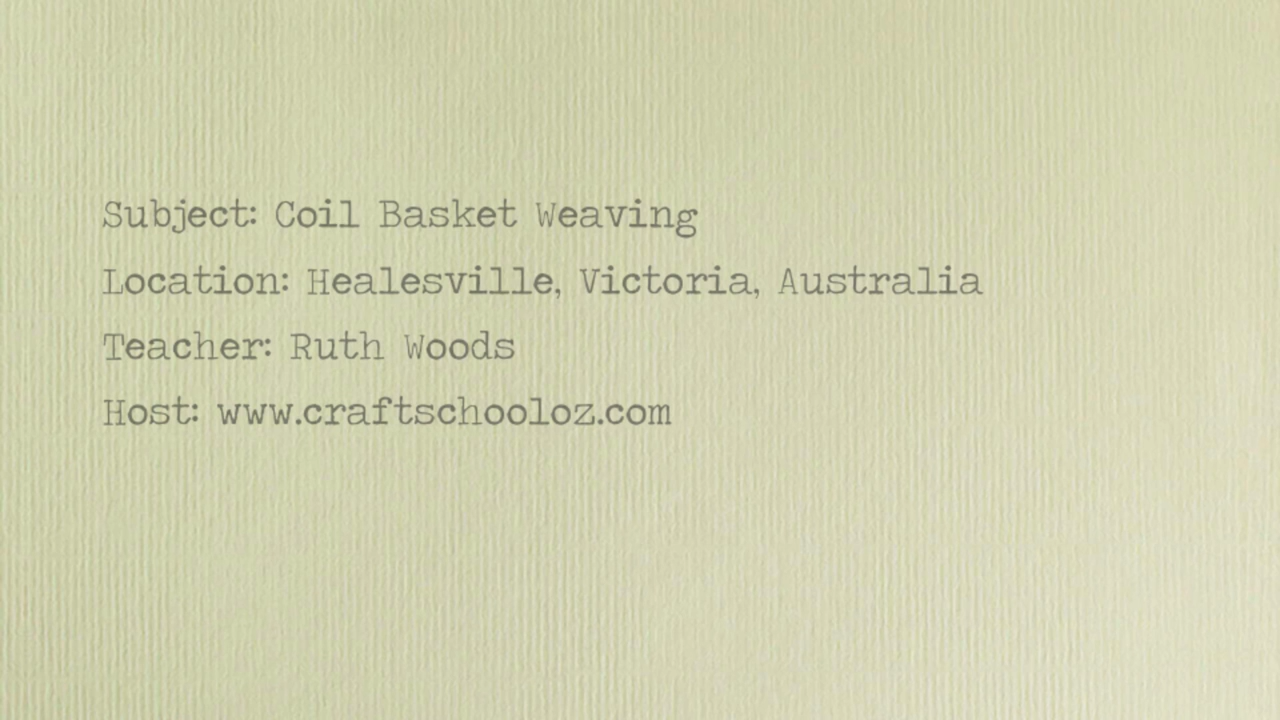 Subject: Coil Basket Weaving
Location: Healesville, Victoria, Australia
Teacher: Ruth Woods
Host: www.craftschooloz.com